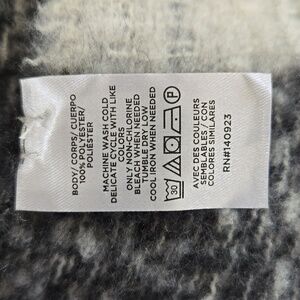 BODY/ CORPS/ CUERPO
100% POLYESTER/
POLIÉSTER
MACHINE WASH COLD
DELICATE CYCLE WITH LIKE
COLORS
ONLY NON-CHLORINE
BLEACH WHEN NEEDED
TUMBLE DRY LOW
COOL IRON WHEN NEEDED
30
P
AVEC DES COULEURS
SEMBLABLES / CON
COLORES SIMILARES
RN#140923